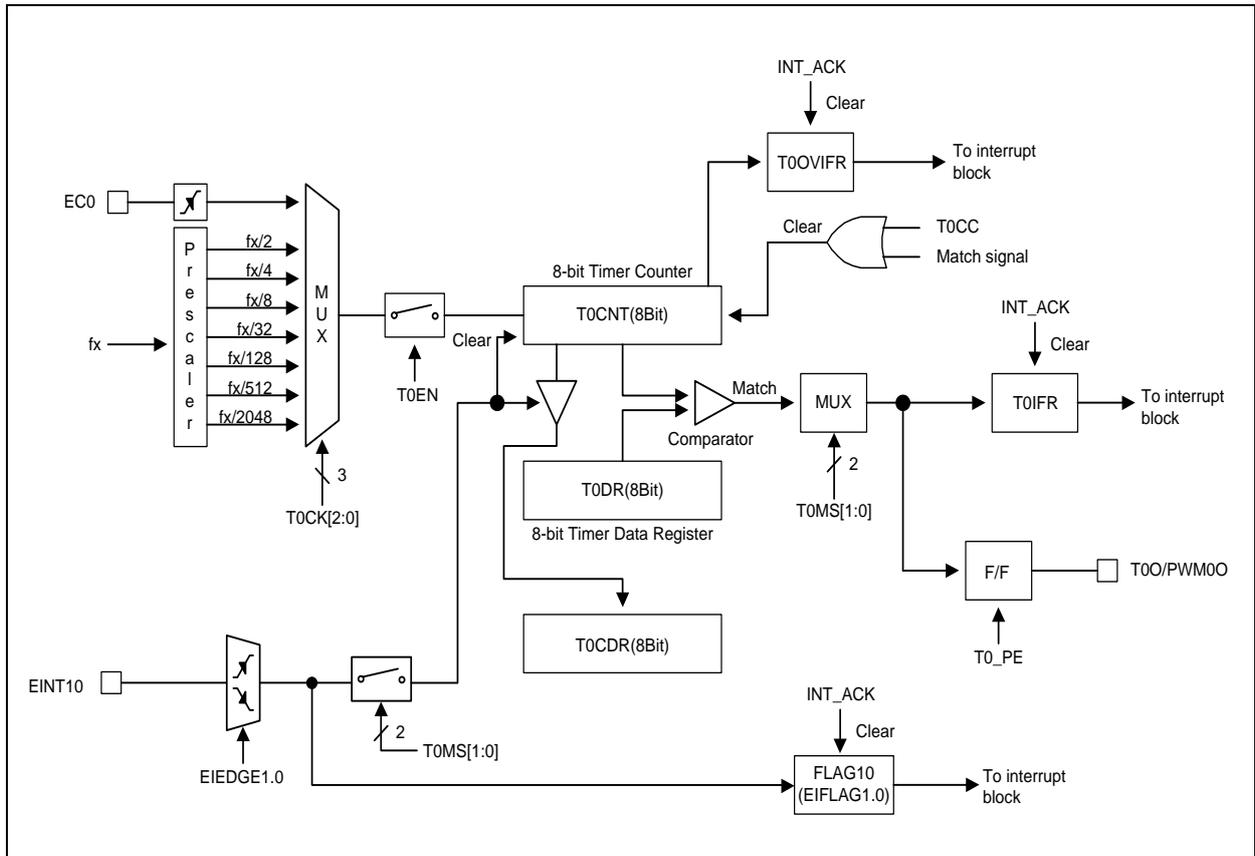 INT_ACK
Clear
T0OVIFR
To interrupt
block
EC0
P
r
e
s
c
a
l
e
r
fx/2
fx/4
fx/8
fx/32
fx/128
fx/512
fx/2048
fx
M
U
X
3
T0CK[2:0]
T0EN
Clear
8-bit Timer Counter
T0CNT(8Bit)
Clear
T0CC
Match signal
INT_ACK
Clear
Match
Comparator
MUX
2
T0MS[1:0]
T0IFR
To interrupt
block
T0DR(8Bit)
8-bit Timer Data Register
F/F
T0O/PWM0O
T0_PE
T0CDR(8Bit)
EINT10
EIEDGE1.0
2
T0MS[1:0]
INT_ACK
Clear
FLAG10
(EIFLAG1.0)
To interrupt
block